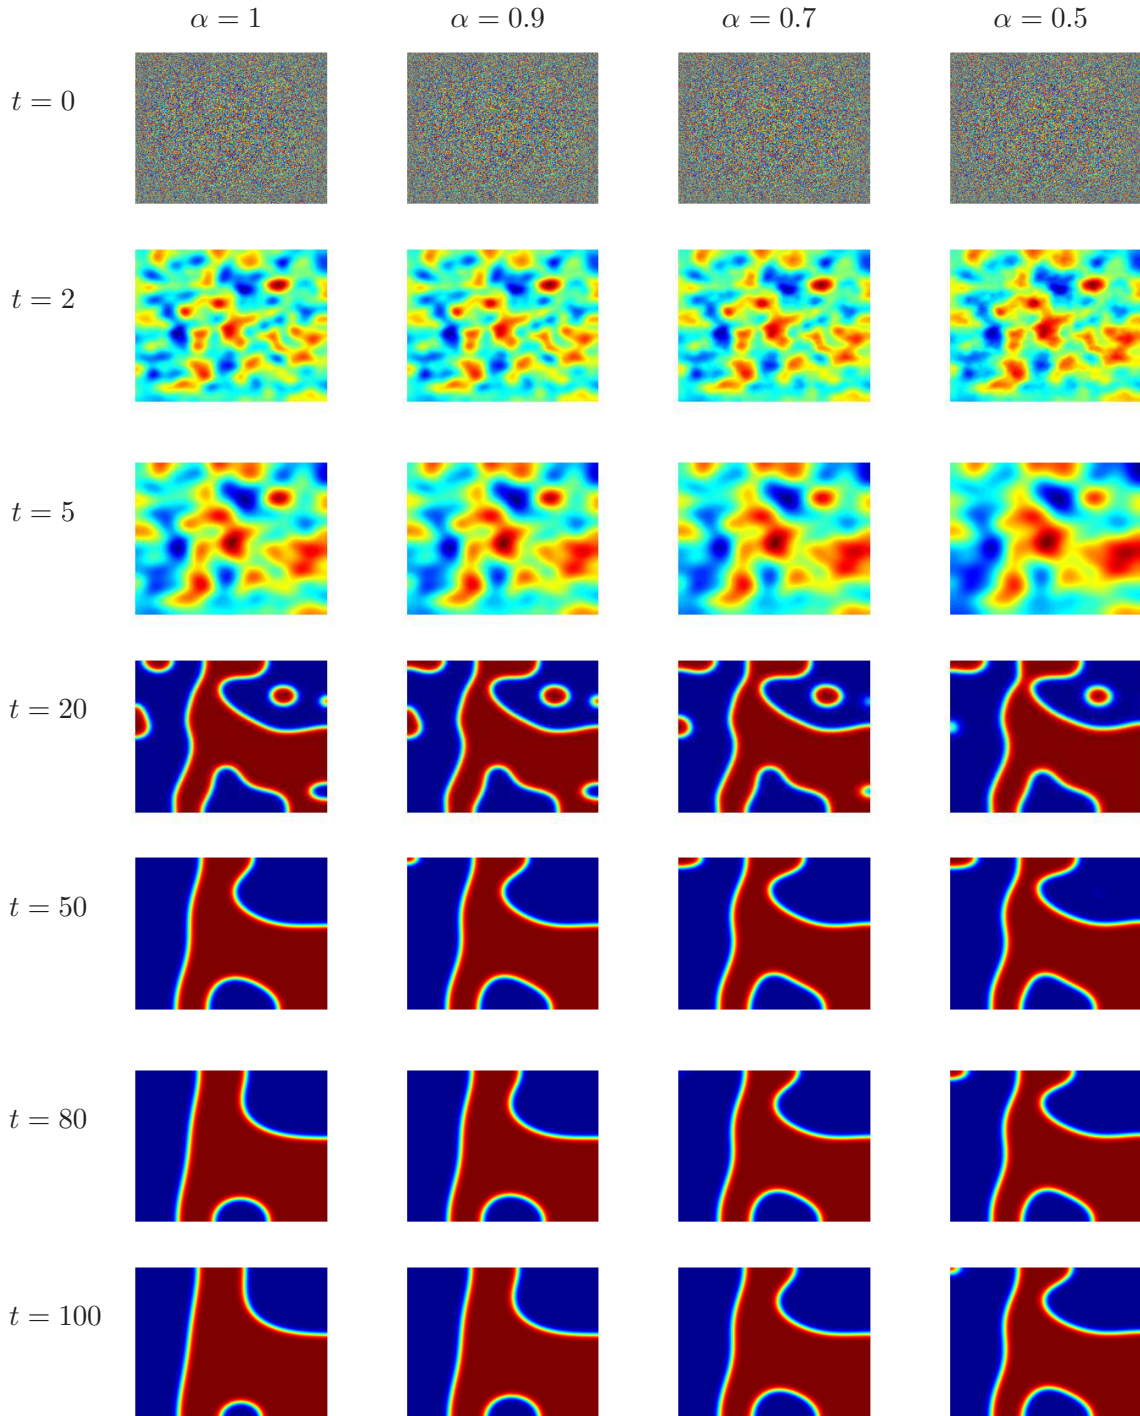 α = 1 α = 0.9 α = 0.7 α = 0.5
t = 0
t = 2
t = 5
t = 20
t = 50
t = 80
t = 100